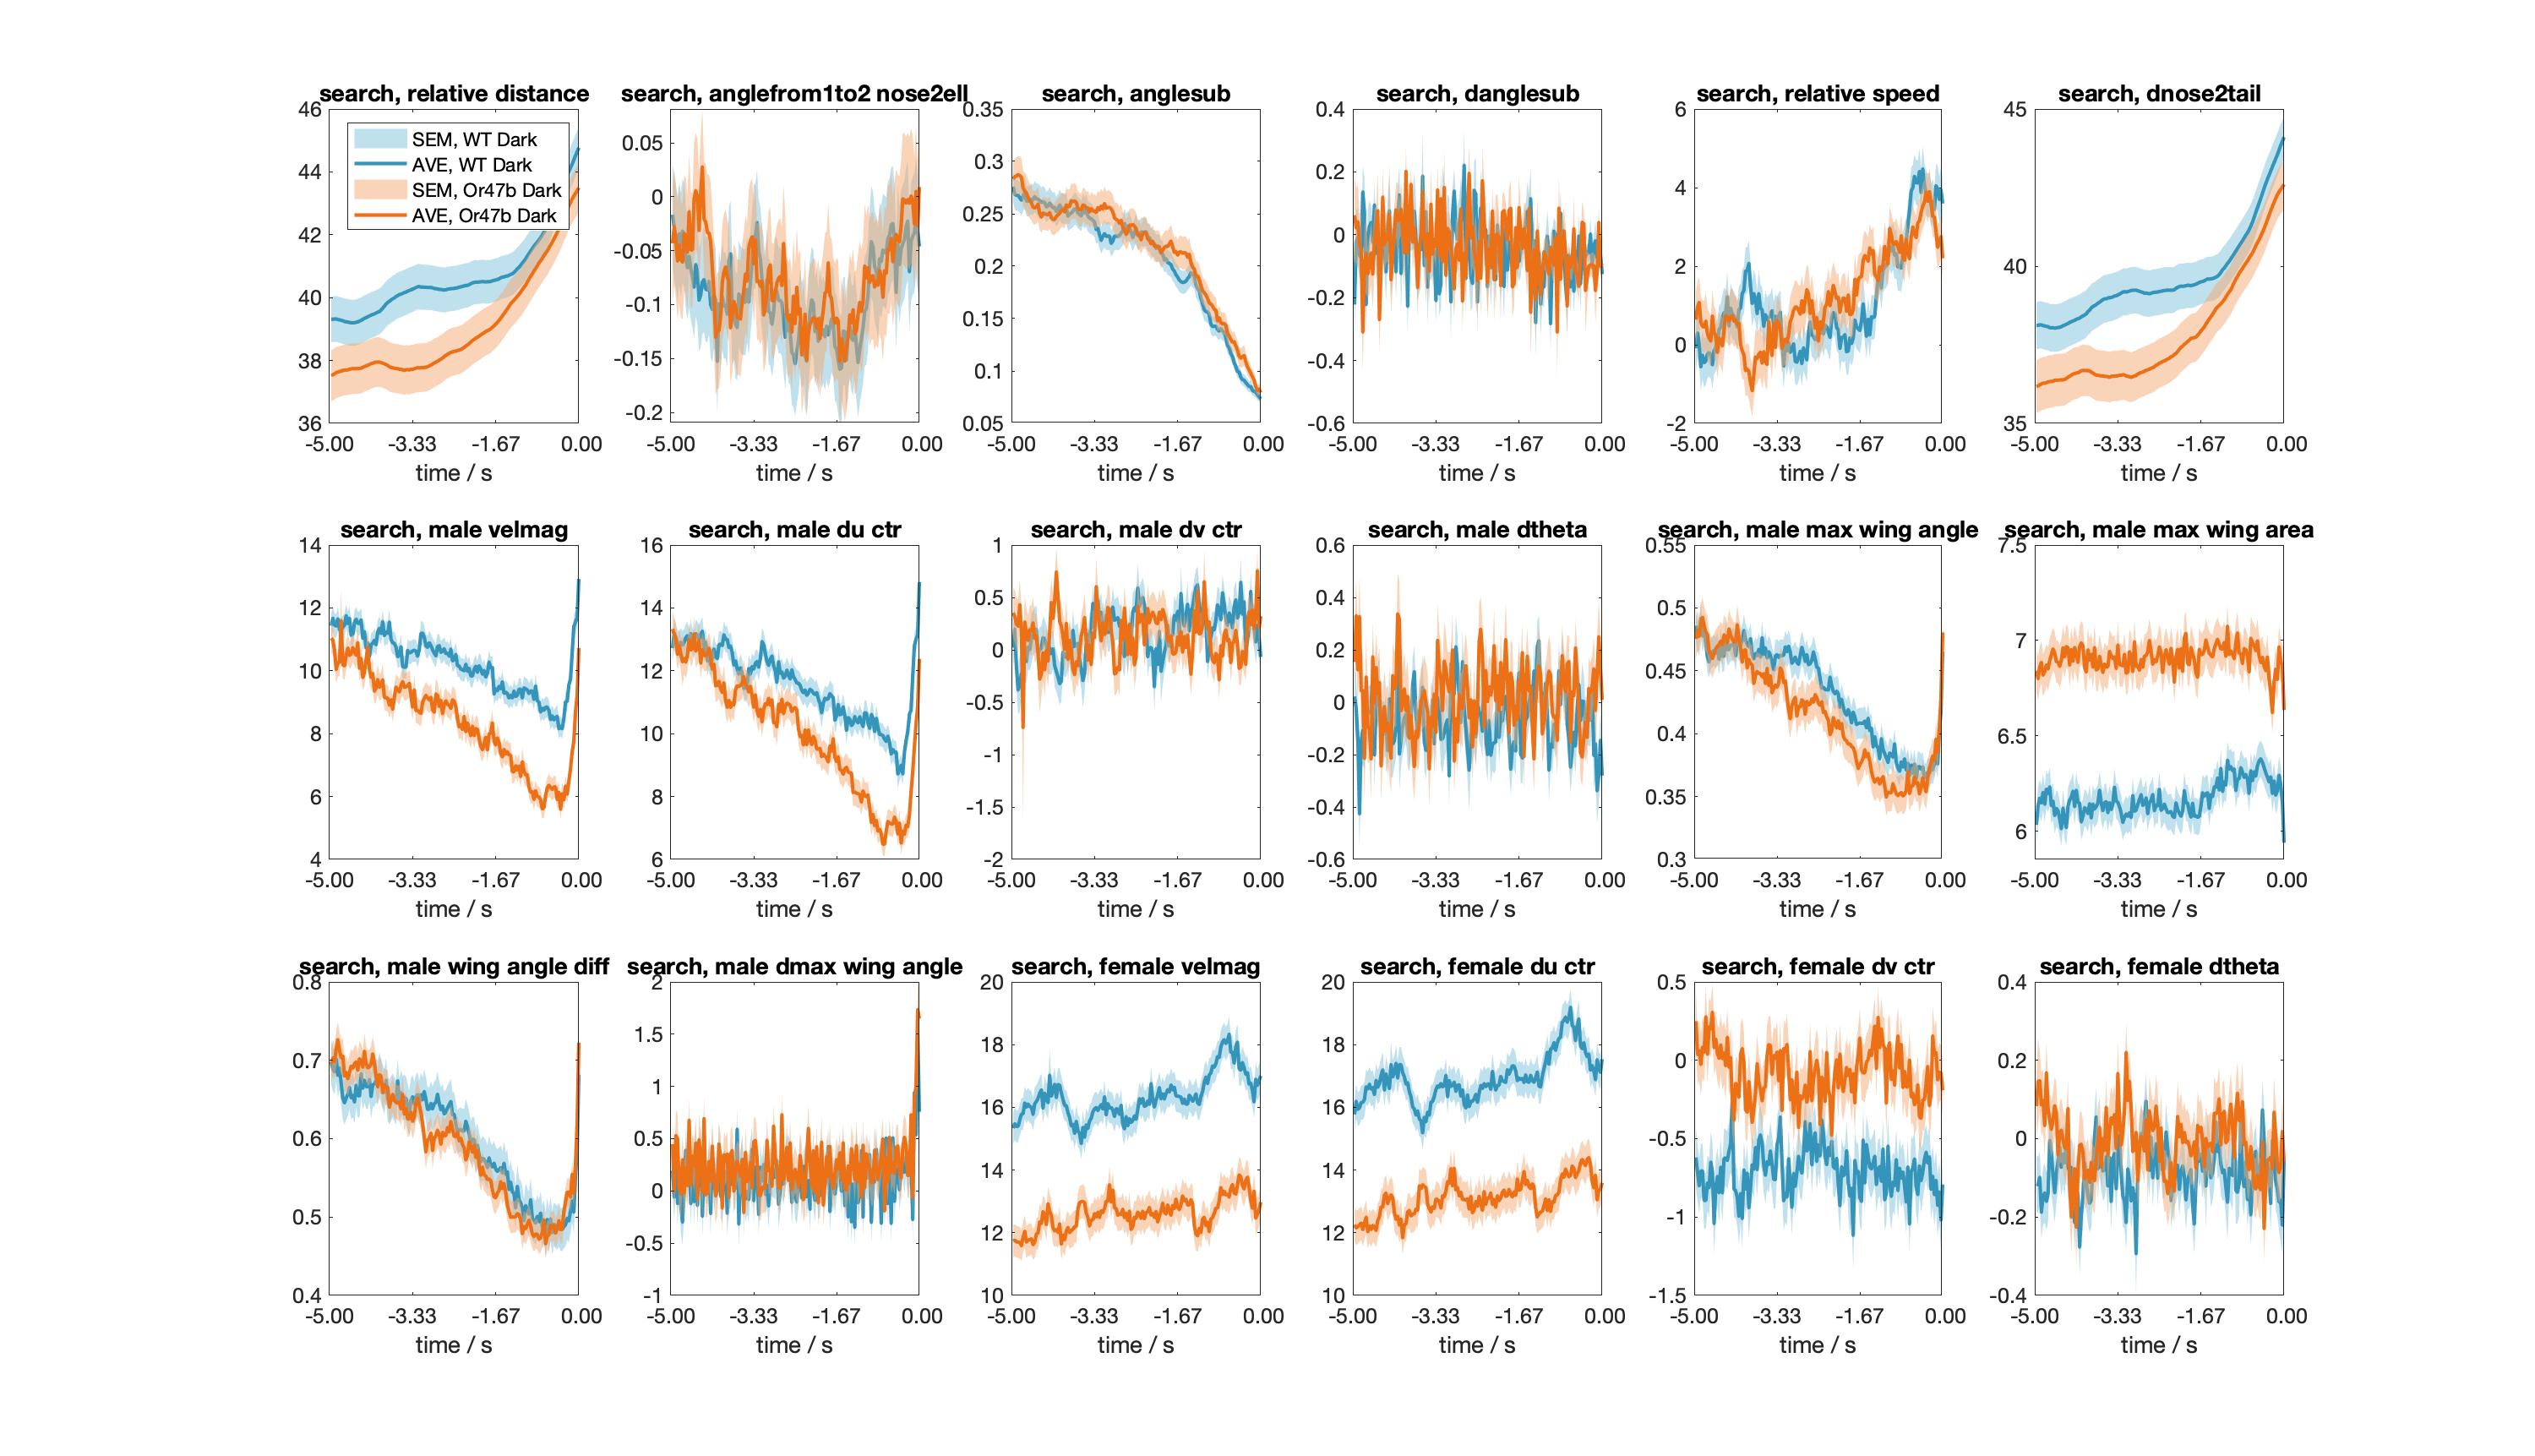 search, relative distance
46
44
42
40
38
36
SEM, WT Dark
AVE, WT Dark
SEM, Or47b Dark
AVE, Or47b Dark
-5.00 -3.33 -1.67 0.00
time / s
search, anglefrom1to2 nose2ell
0.05
0
-0.05
-0.1
-0.15
-0.2
-5.00 -3.33 -1.67 0.00
time / s
search, anglesub
0.35
0.3
0.25
0.2
0.15
0.1
0.05
-5.00 -3.33 -1.67 0.00
time / s
search, danglesub
0.4
0.2
0
-0.2
-0.4
-0.6
-5.00 -3.33 -1.67 0.00
time / s
search, relative speed
6
4
2
0
-2
-5.00 -3.33 -1.67 0.00
time / s
search, dnose2tail
45
40
35
-5.00 -3.33 -1.67 0.00
time / s
search, male velmag
14
12
10
8
6
4
-5.00 -3.33 -1.67 0.00
time / s
search, male du ctr
16
14
12
10
8
6
-5.00 -3.33 -1.67 0.00
time / s
search, male dv ctr
1
0.5
0
-0.5
-1
-1.5
-2
-5.00 -3.33 -1.67 0.00
time / s
search, male dtheta
0.6
0.4
0.2
0
-0.2
-0.4
-0.6
-5.00 -3.33 -1.67 0.00
time / s
search, male max wing angle
0.55
0.5
0.45
0.4
0.35
0.3
-5.00 -3.33 -1.67 0.00
time / s
search, male max wing area
7.5
7
6.5
6
-5.00 -3.33 -1.67 0.00
time / s
search, male wing angle diff
0.8
0.7
0.6
0.5
0.4
-5.00 -3.33 -1.67 0.00
time / s
search, male dmax wing angle
2
1.5
1
0.5
0
-0.5
-1
-5.00 -3.33 -1.67 0.00
time / s
search, female velmag
20
18
16
14
12
10
-5.00 -3.33 -1.67 0.00
time / s
search, female du ctr
20
18
16
14
12
10
-5.00 -3.33 -1.67 0.00
time / s
search, female dv ctr
0.5
0
-0.5
-1
-1.5
-5.00 -3.33 -1.67 0.00
time / s
search, female dtheta
0.4
0.2
0
-0.2
-0.4
-5.00 -3.33 -1.67 0.00
time / s